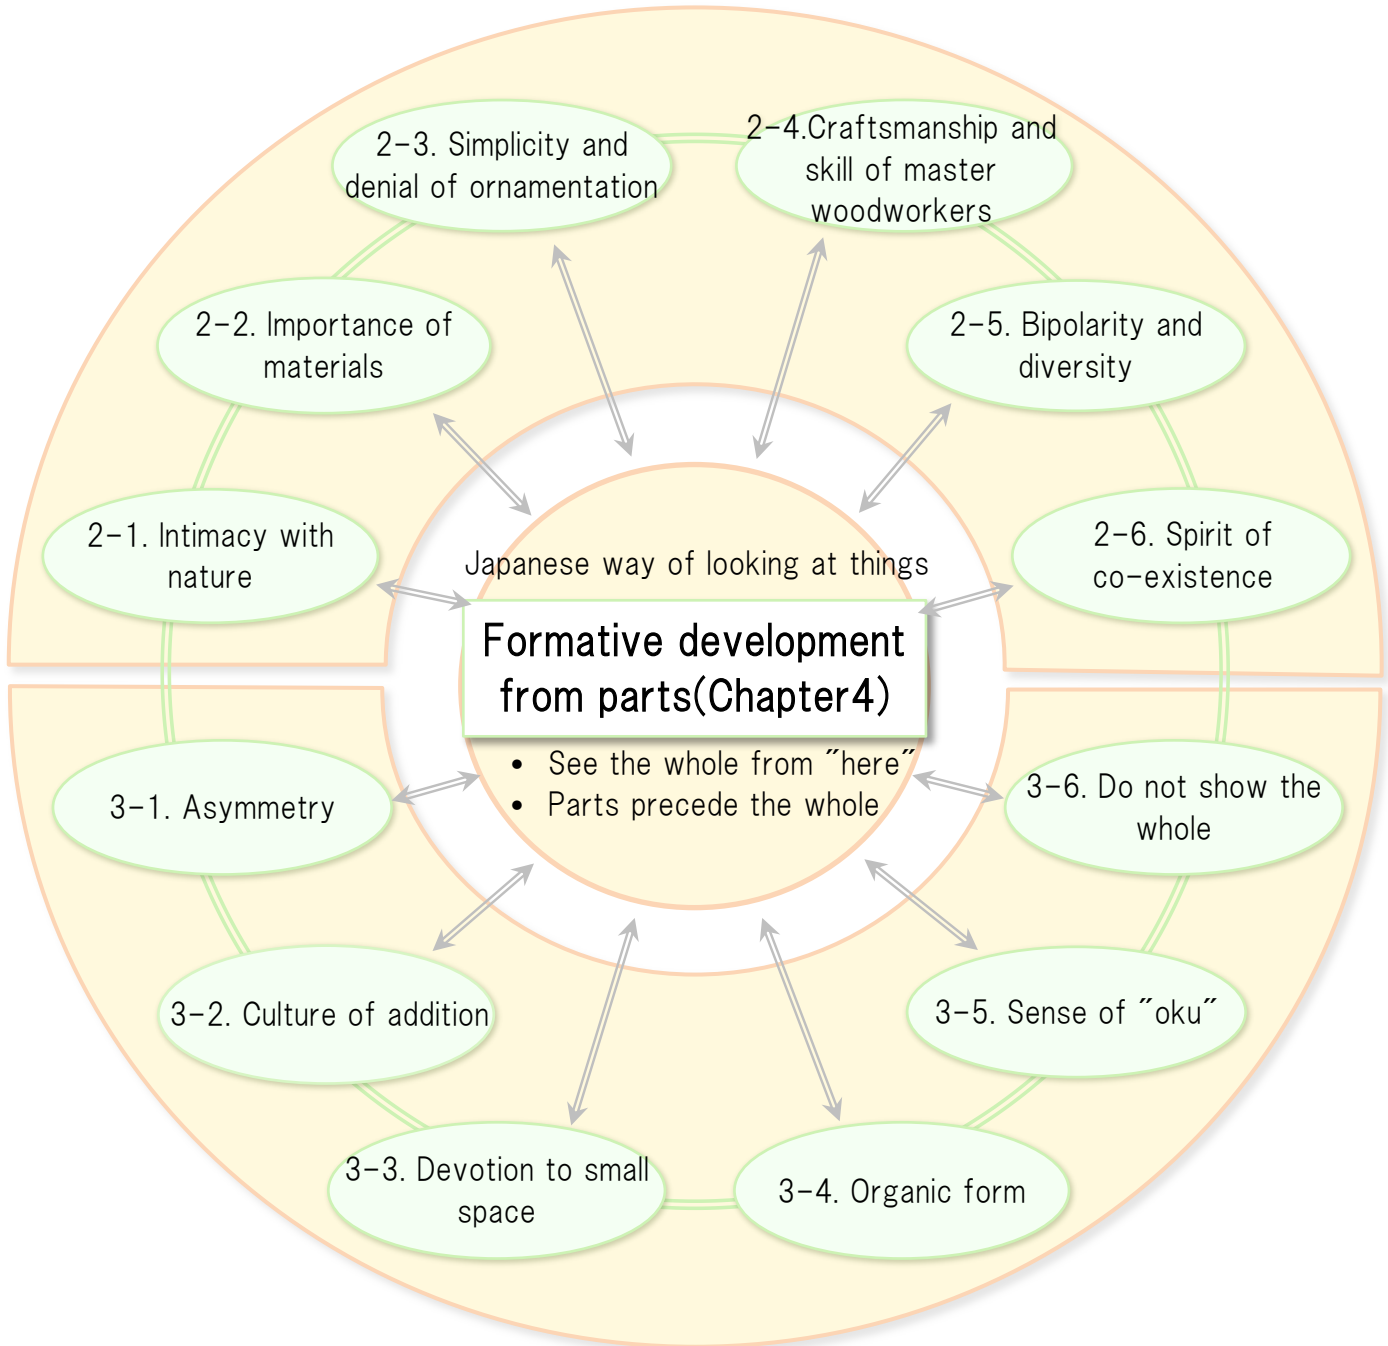 2-3. Simplicity and
denial of ornamentation
2-4.Craftsmanship and
skill of master
woodworkers
2-2. Importance of
materials
2-5. Bipolarity and
diversity
2-1. Intimacy with
nature
2-6. Spirit of
co-existence
Japanese way of looking at things
Formative development
from parts(Chapter4)
• See the whole from "here"
• Parts precede the whole
3-1. Asymmetry
3-6. Do not show the
whole
3-2. Culture of addition
3-5. Sense of "oku"
3-3. Devotion to small
space
3-4. Organic form